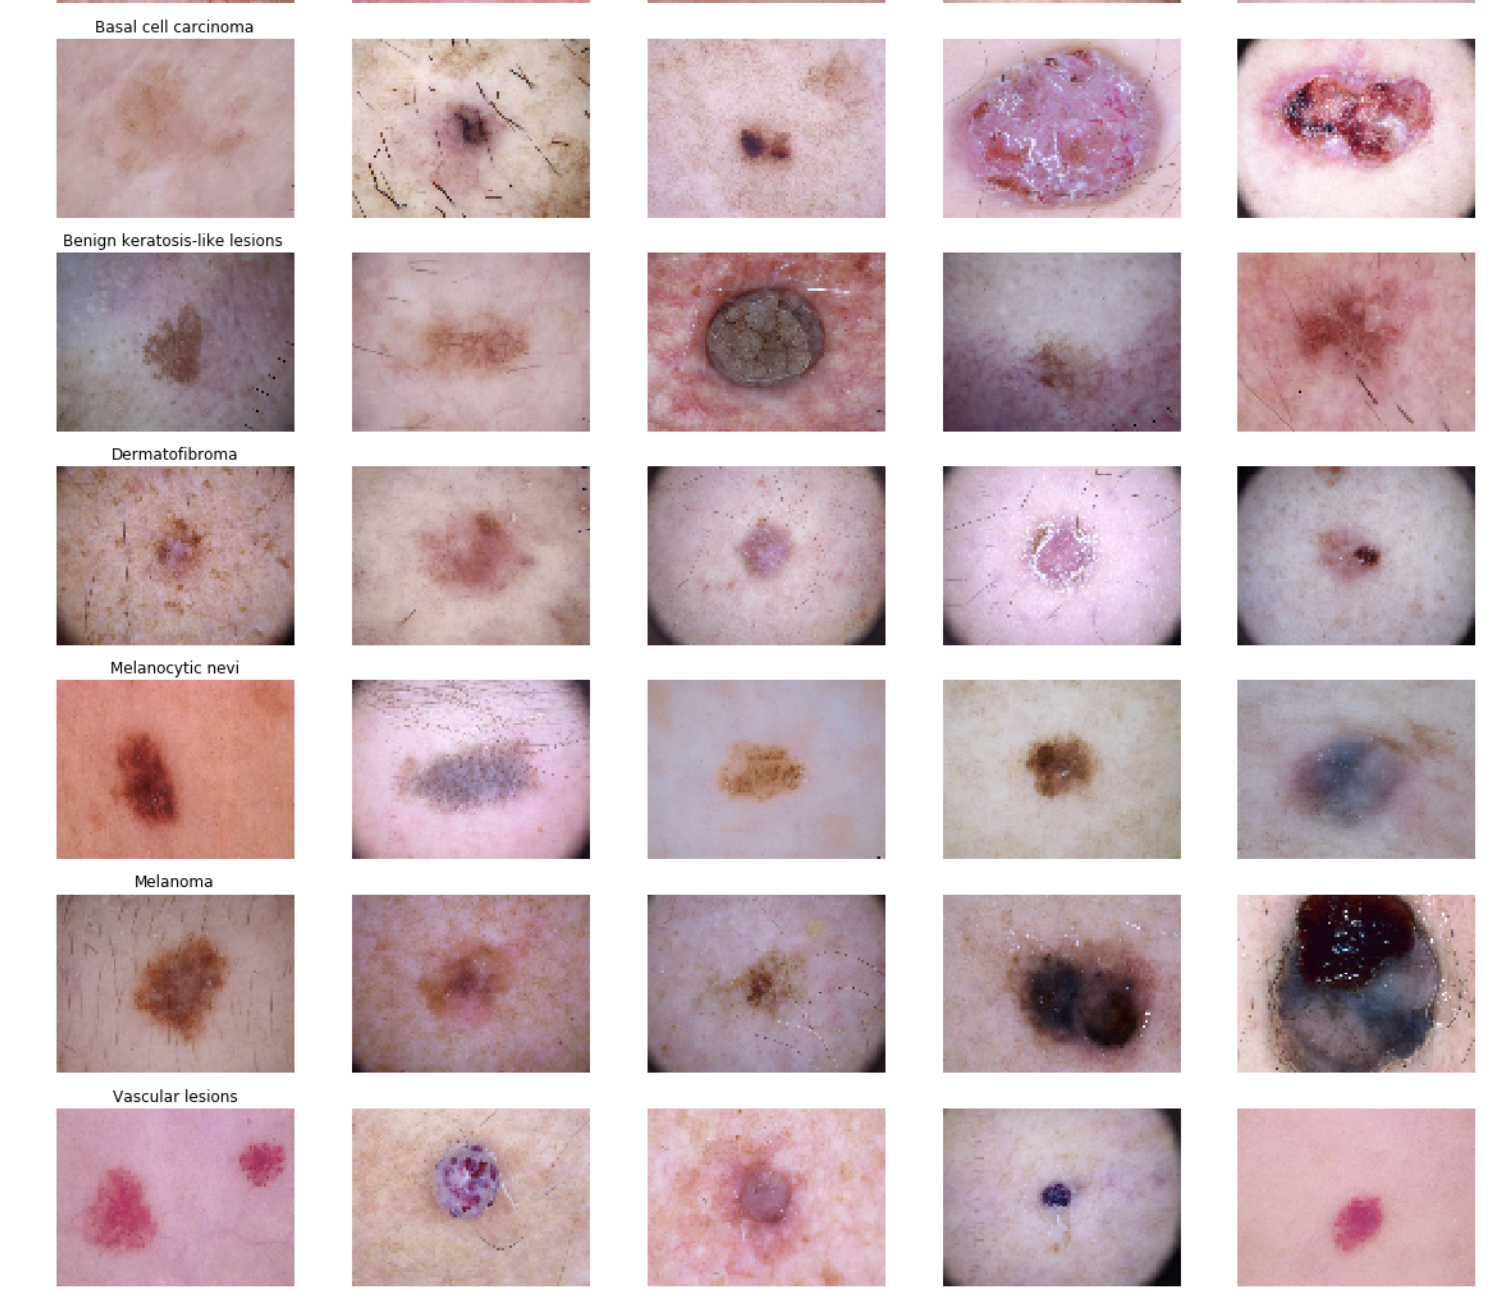 Basal cell carcinoma
Benign keratosis-like lesions
Dermatofibroma
Melanocytic nevi
Melanoma
Vascular lesions